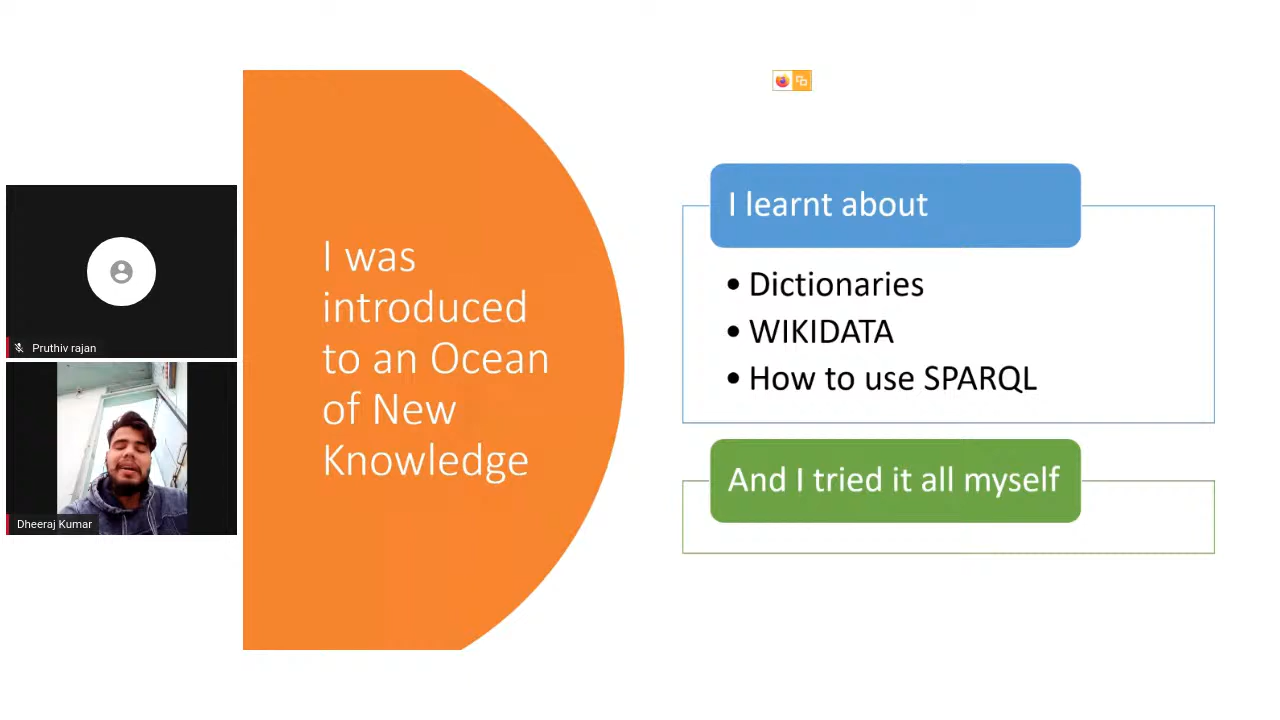 Pruthiv rajan
Dheeraj Kumar
I was
introduced
to an Ocean
of New
Knowledge
I learnt about
• Dictionaries
• WIKIDATA
• How to use SPARQL
And I tried it all myself